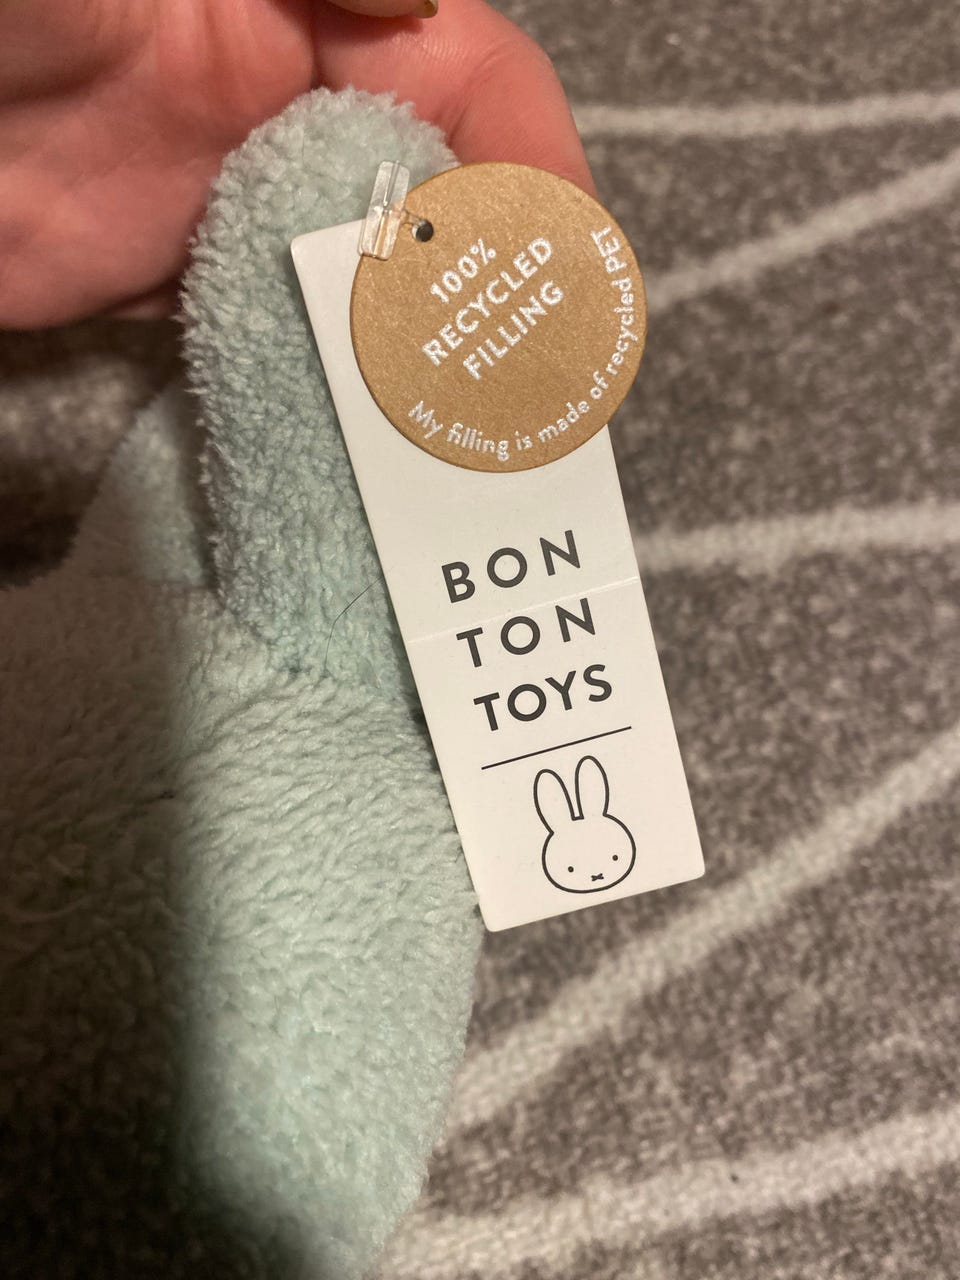 100%
RECYCLED
FILLING
My filling is made of recycled PET
BON
TON
TOYS